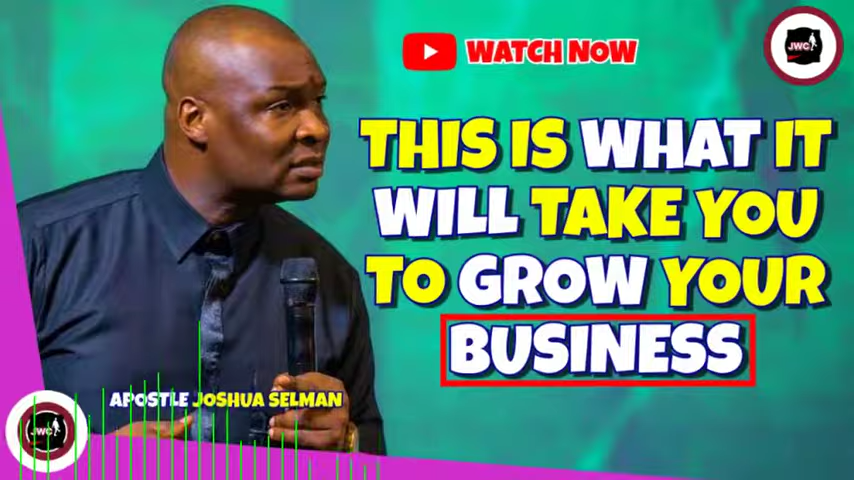 WATCH NOW
JWC
THIS IS WHAT IT
WILL TAKE YOU
TO GROW YOUR
BUSINESS
APOSTLE JOSHUA SELMAN
JWC